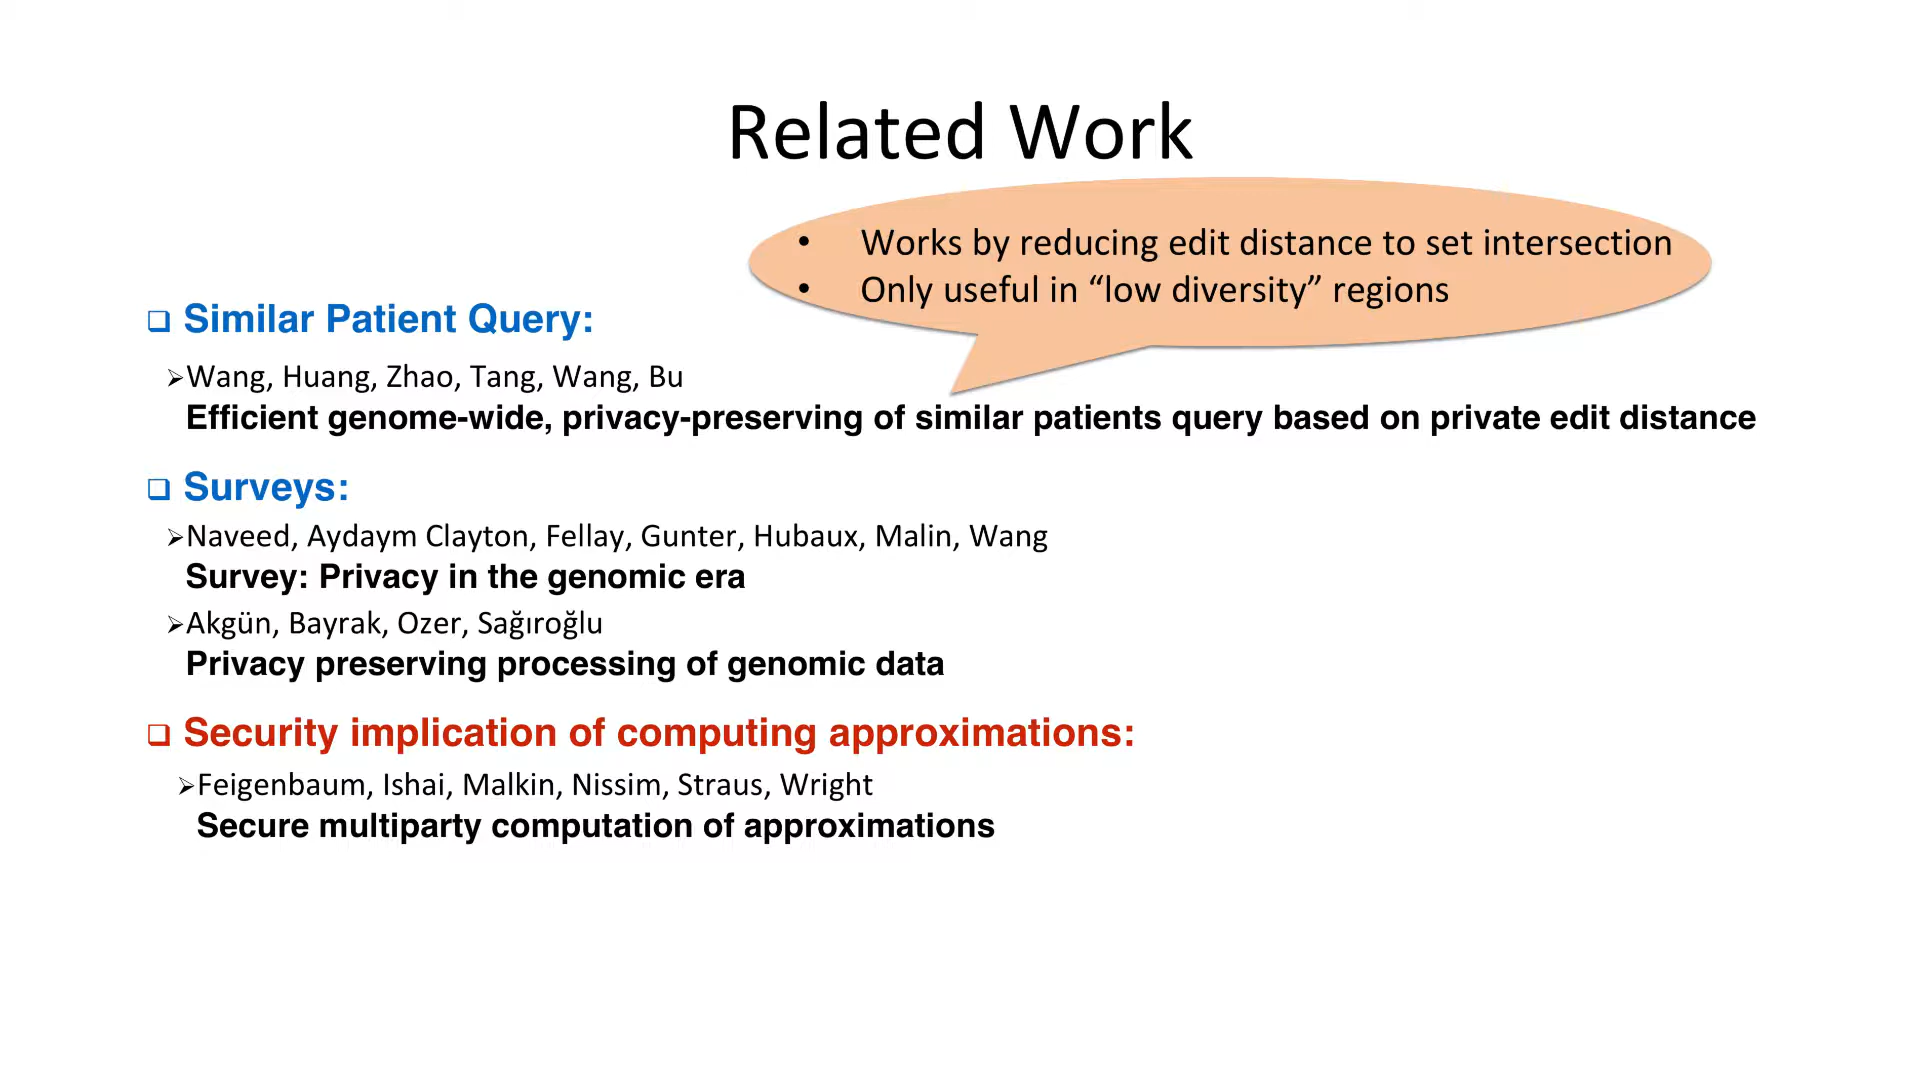 Related Work
• Works by reducing edit distance to set intersection
• Only useful in “low diversity” regions
❑ Similar Patient Query:
➢Wang, Huang, Zhao, Tang, Wang, Bu
Efficient genome-wide, privacy-preserving of similar patients query based on private edit distance
❑ Surveys:
➢Naveed, Aydaym Clayton, Fellay, Gunter, Hubaux, Malin, Wang
Survey: Privacy in the genomic era
➢Akgün, Bayrak, Ozer, Sağıroğlu
Privacy preserving processing of genomic data
❑ Security implication of computing approximations:
➢Feigenbaum, Ishai, Malkin, Nissim, Straus, Wright
Secure multiparty computation of approximations